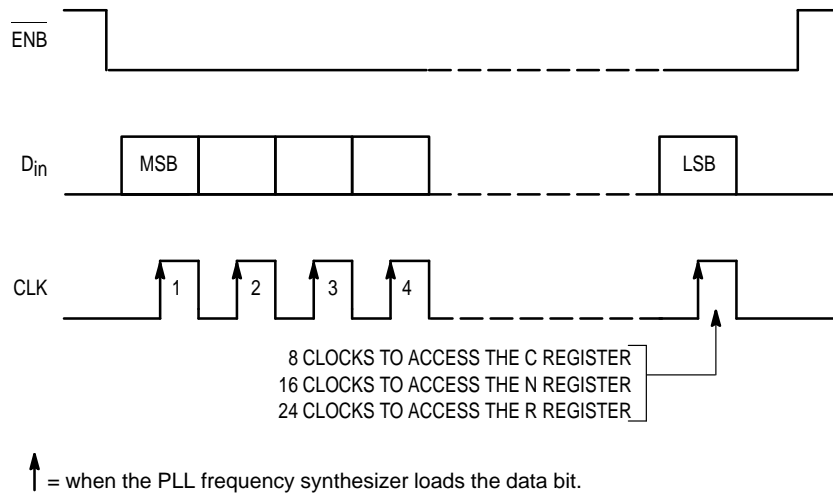 ENB
Din
MSB
LSB
CLK
1 2 3 4
8 CLOCKS TO ACCESS THE C REGISTER
16 CLOCKS TO ACCESS THE N REGISTER
24 CLOCKS TO ACCESS THE R REGISTER
= when the PLL frequency synthesizer loads the data bit.